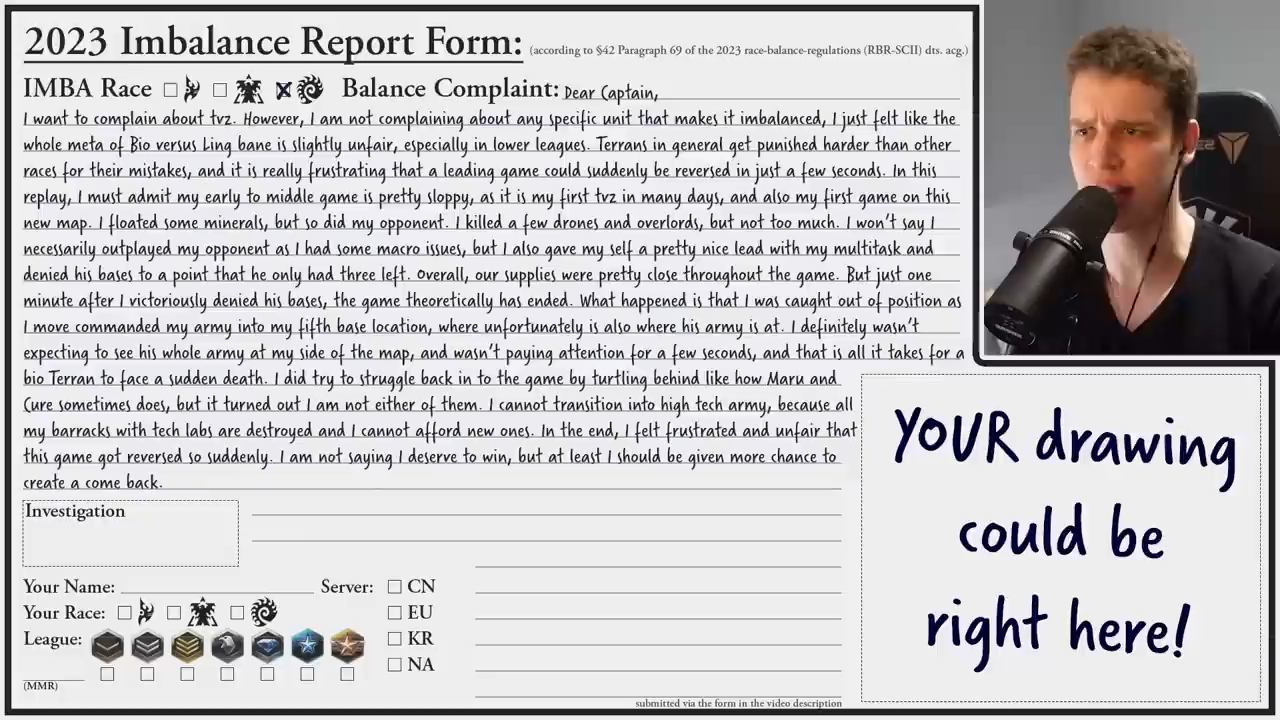 2023 Imbalance Report Form: (according to §42 Paragraph 69 of the 2023 race-balance-regulations (RBR-SCII) dts. acg.)
IMBA Race Balance Complaint: Dear Captain,
I want to complain about tvz. However, I am not complaining about any specific unit that makes it imbalanced, I just felt like the
whole meta of Bio versus Ling bane is slightly unfair, especially in lower leagues. Terrans in general get punished harder than other
races for their mistakes, and it is really frustrating that a leading game could suddenly be reversed in just a few seconds. In this
replay, I must admit my early to middle game is pretty sloppy, as it is my first tvz in many days, and also my first game on this
new map. I floated some minerals, but so did my opponent. I killed a few drones and overlords, but not too much. I won't say I
necessarily outplayed my opponent as I had some macro issues, but I also gave my self a pretty nice lead with my multitask and
denied his bases to a point that he only had three left. Overall, our supplies were pretty close throughout the game. But just one
minute after I victoriously denied his bases, the game theoretically has ended. What happened is that I was caught out of position as
I move commanded my army into my fifth base location, where unfortunately is also where his army is at. I definitely wasn't
expecting to see his whole army at my side of the map, and wasn't paying attention for a few seconds, and that is all it takes for a
bio Terran to face a sudden death. I did try to struggle back in to the game by turtling behind like how Maru and
Cure sometimes does, but it turned out I am not either of them. I cannot transition into high tech army, because all
my barracks with tech labs are destroyed and I cannot afford new ones. In the end, I felt frustrated and unfair that
this game got reversed so suddenly. I am not saying I deserve to win, but at least I should be given more chance to
create a come back.
Investigation
Your Name: Server: CN
Your Race: EU
League: KR
NA
(MMR)
submitted via the form in the video description
YOUR drawing
could be
right here!